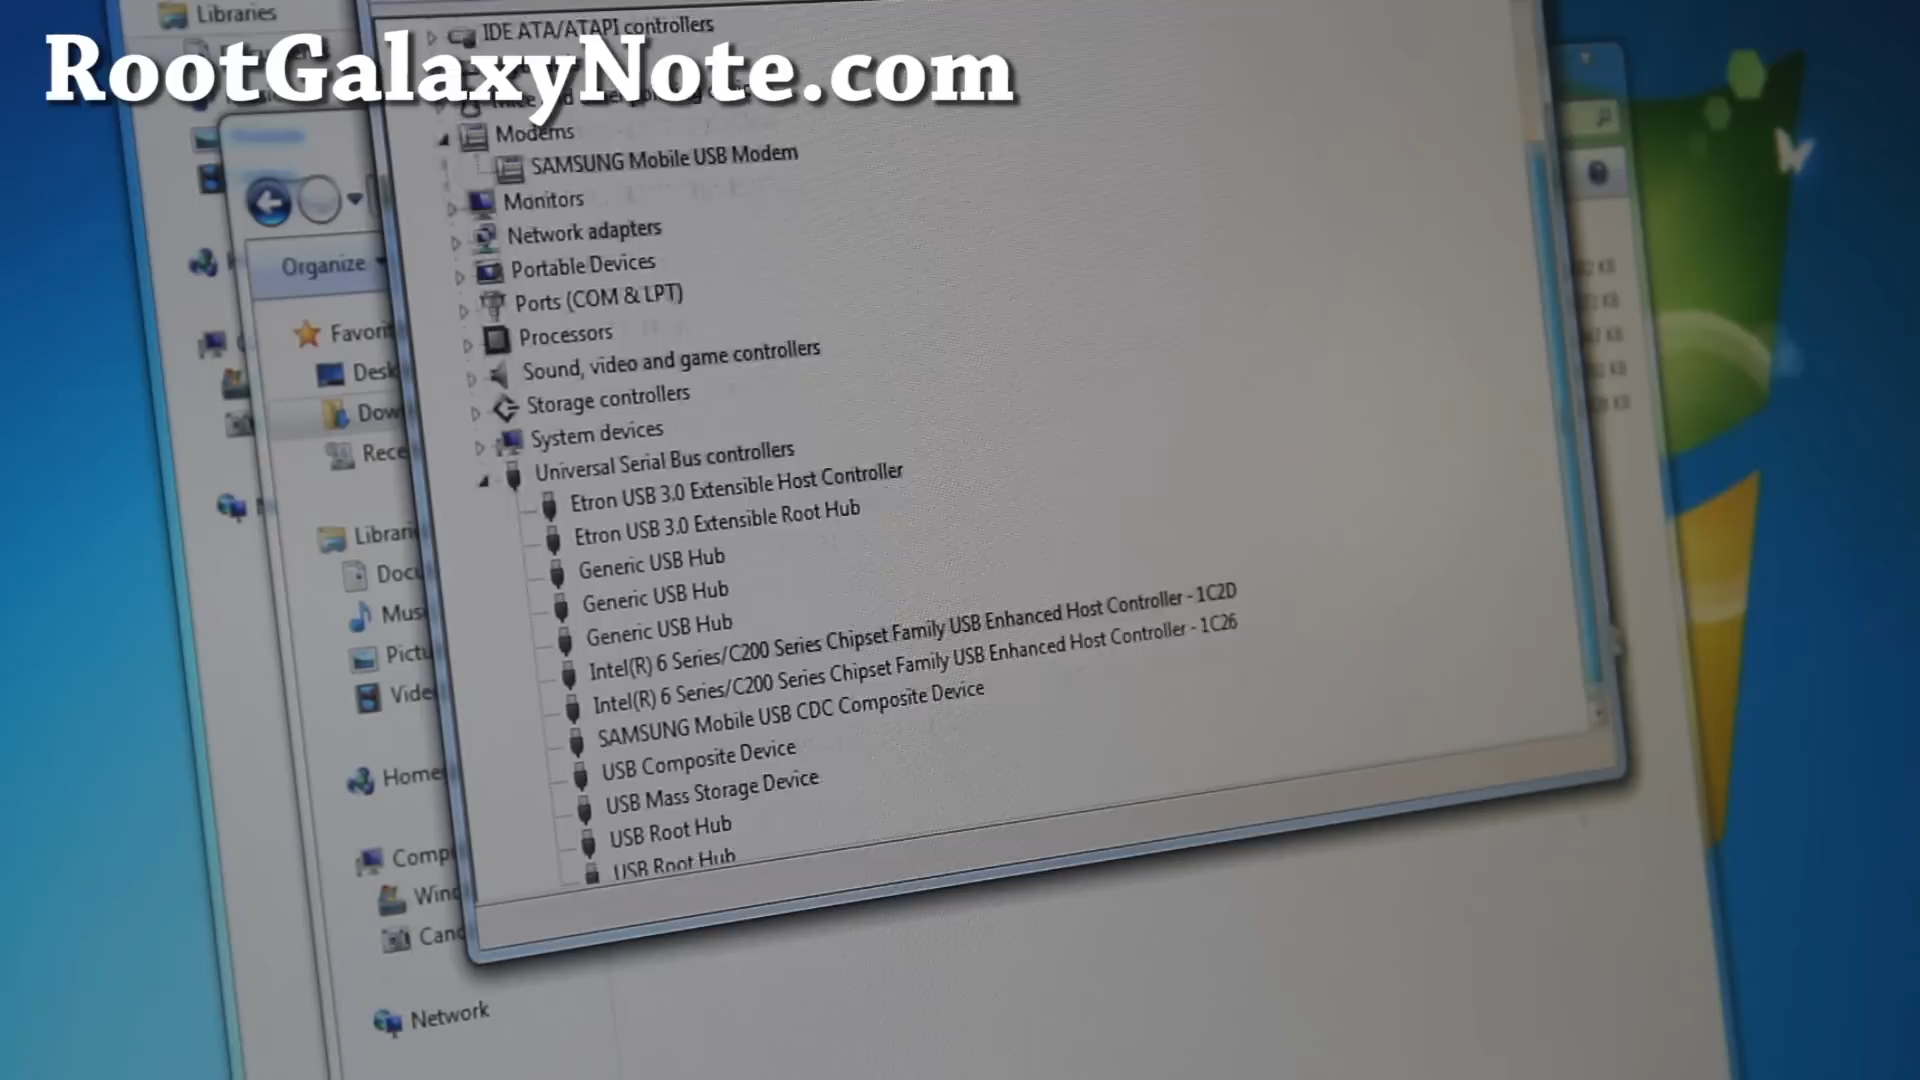 Libraries
RootGalaxyNote.com
IDE ATA/ATAPI controllers
Modems
SAMSUNG Mobile USB Modem
Monitors
Network adapters
Portable Devices
Ports (COM & LPT)
Processors
Sound, video and game controllers
Storage controllers
System devices
Universal Serial Bus controllers
Etron USB 3.0 Extensible Host Controller
Etron USB 3.0 Extensible Root Hub
Generic USB Hub
Generic USB Hub
Generic USB Hub
Intel(R) 6 Series/C200 Series Chipset Family USB Enhanced Host Controller - 1C2D
Intel(R) 6 Series/C200 Series Chipset Family USB Enhanced Host Controller - 1C26
SAMSUNG Mobile USB CDC Composite Device
USB Composite Device
USB Mass Storage Device
USB Root Hub
USB Root Hub
Organize
Favorit
Desk
Dow
Rece
Librari
Docu
Mus
Pictu
Vide
Home
Comp
Wind
Cano
Network